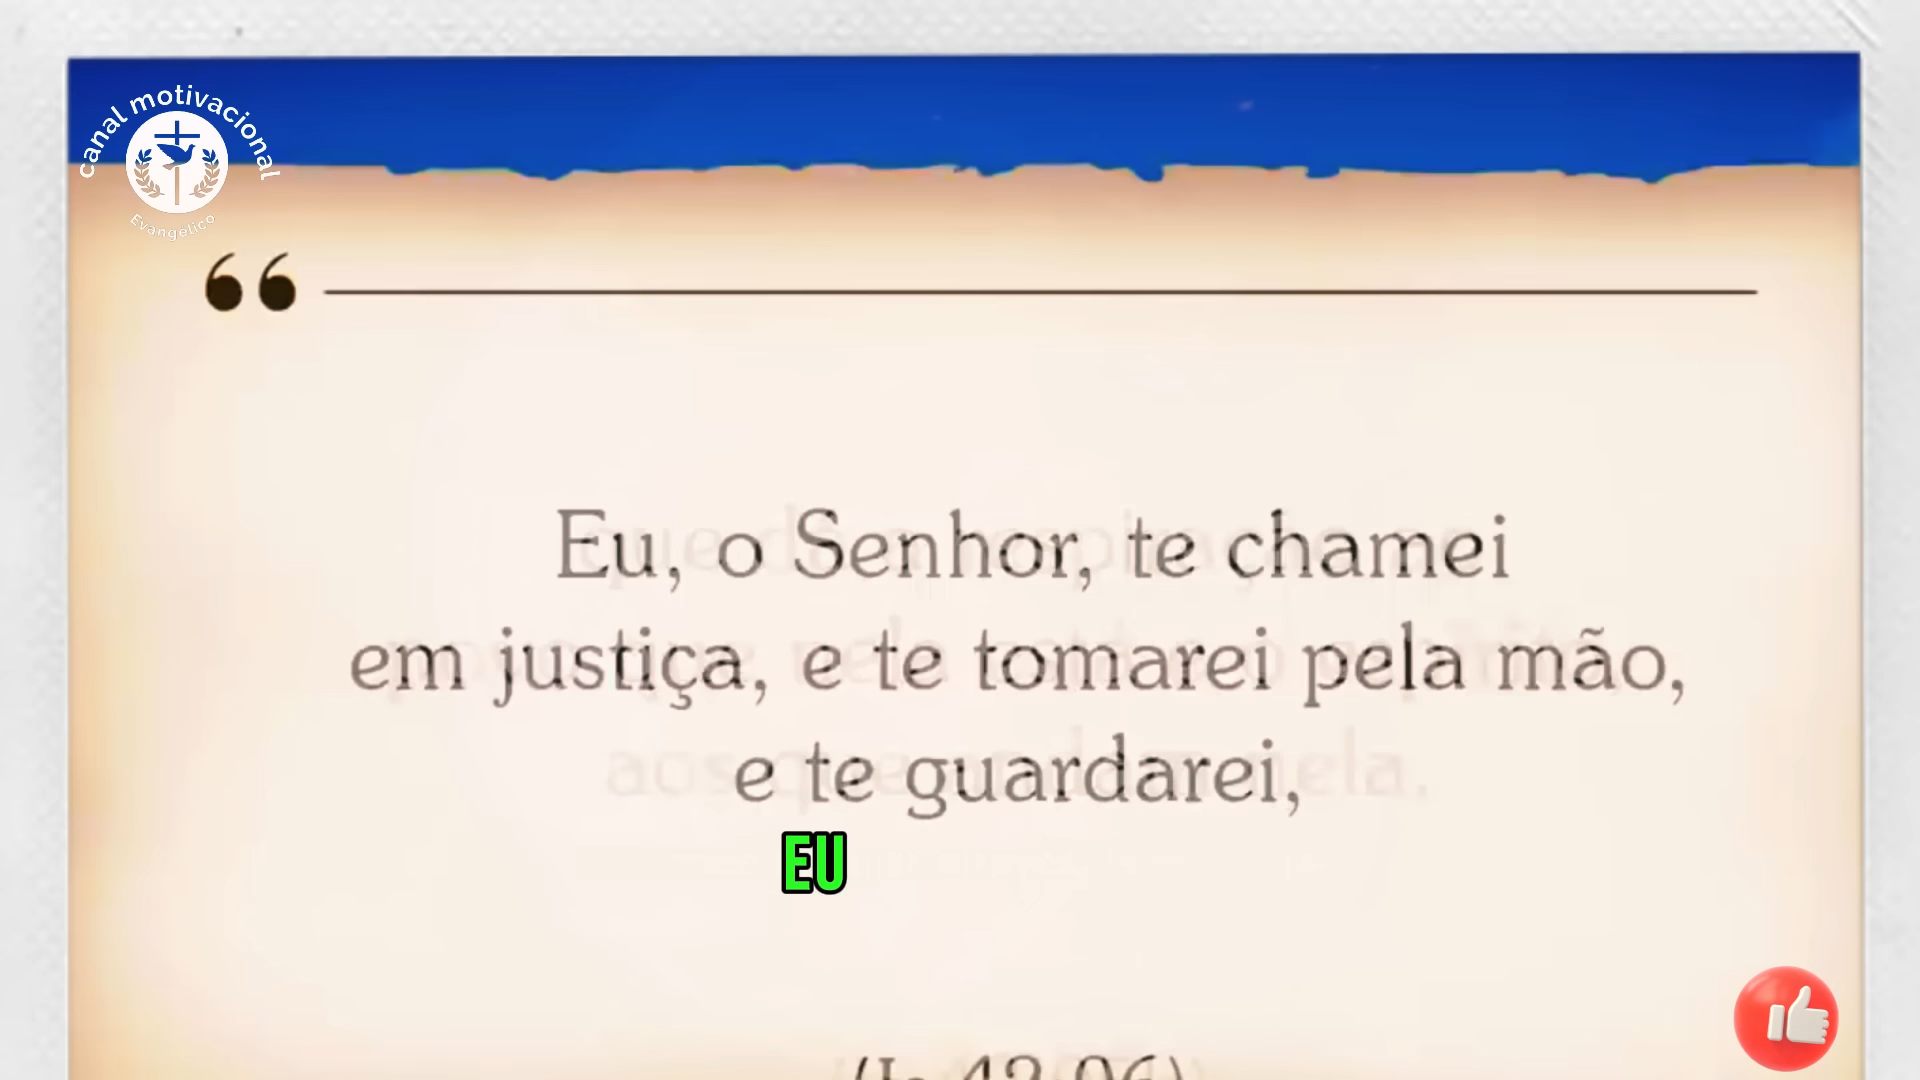 canal motivacional
Evangélico
Eu, o Senhor, te chamei
em justiça, e te tomarei pela mão,
e te guardarei,
EU